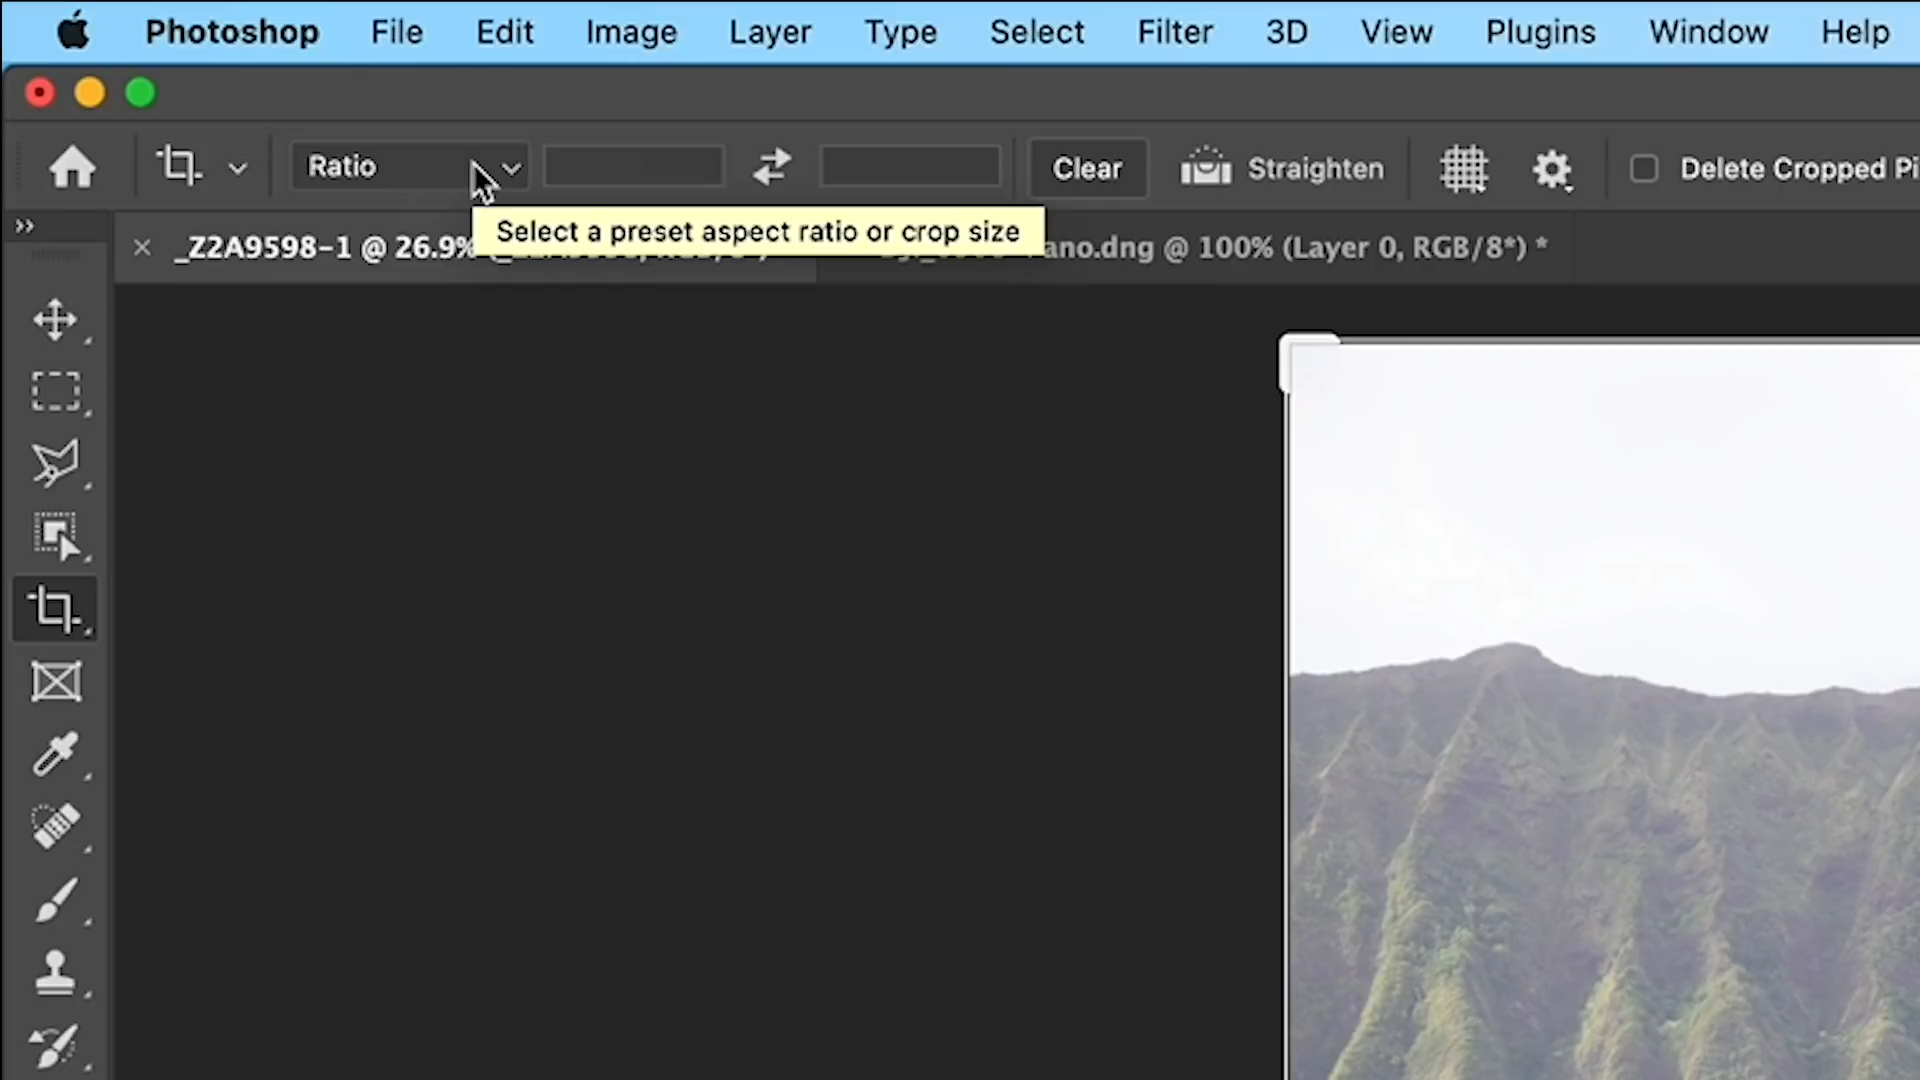 Photoshop File Edit Image Layer Type Select Filter 3D View Plugins Window Help
Ratio Clear Straighten Delete Cropped Pi
Select a preset aspect ratio or crop size
_Z2A9598-1 @ 26.9% ano.dng @ 100% (Layer 0, RGB/8*) *